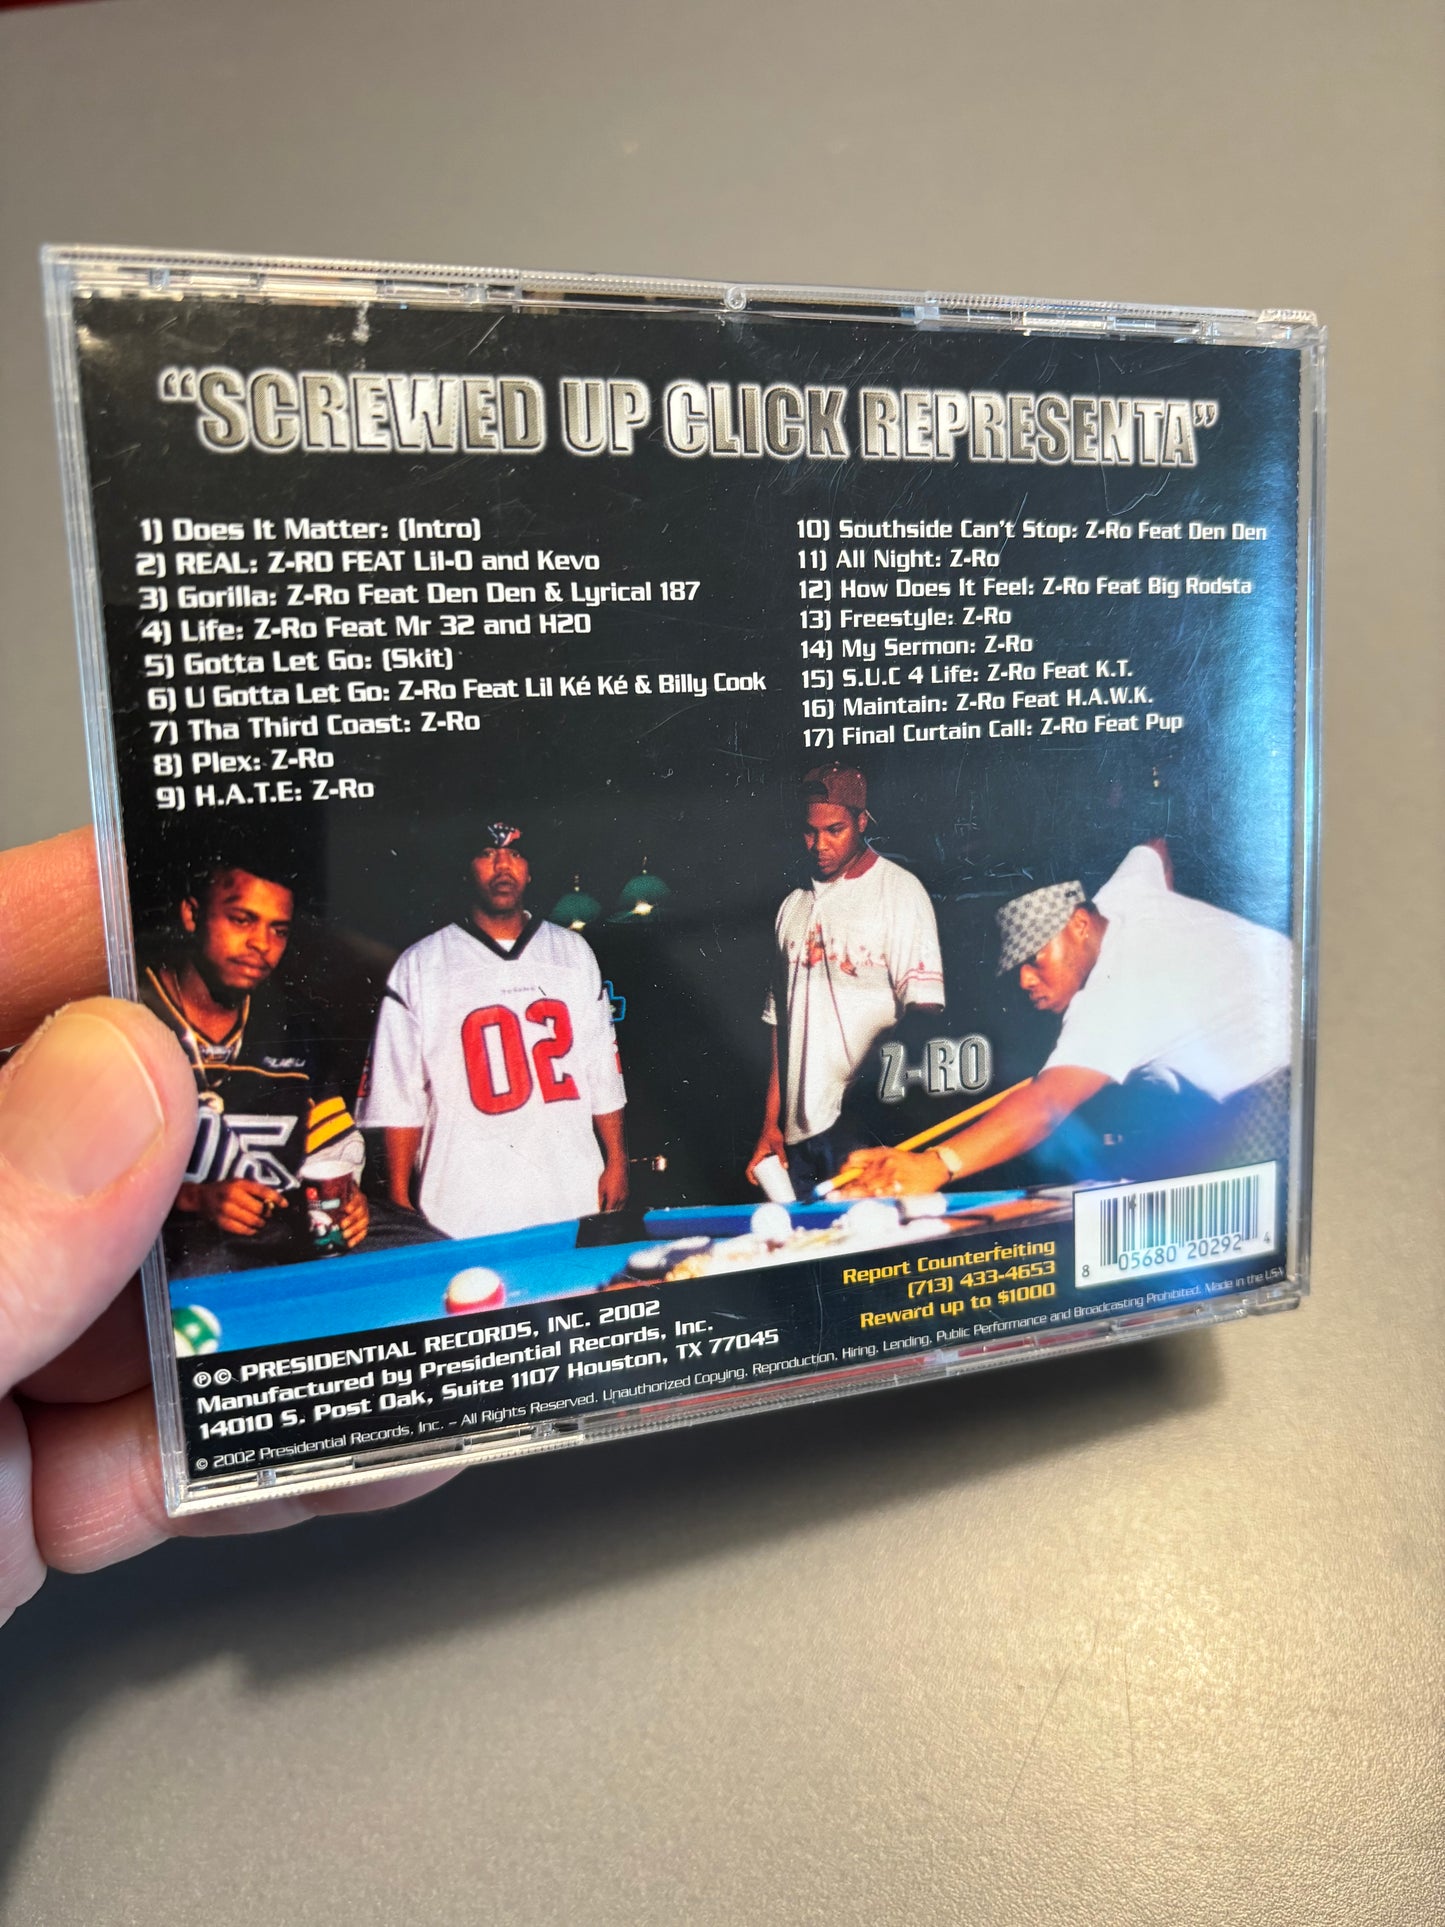 “SCREWED UP CLICK REPRESENTA”
1) Does It Matter: (Intro)
2) REAL: Z-RO FEAT Lil-O and Kevo
3) Gorilla: Z-Ro Feat Den Den & Lyrical 187
4) Life: Z-Ro Feat Mr 32 and H2O
5) Gotta Let Go: (Skit)
6) U Gotta Let Go: Z-Ro Feat Lil Ké Ké & Billy Cook
7) Tha Third Coast: Z-Ro
8) Plex: Z-Ro
9) H.A.T.E: Z-Ro
10) Southside Can't Stop: Z-Ro Feat Den Den
11) All Night: Z-Ro
12) How Does It Feel: Z-Ro Feat Big Rodsta
13) Freestyle: Z-Ro
14) My Sermon: Z-Ro
15) S.U.C 4 Life: Z-Ro Feat K.T.
16) Maintain: Z-Ro Feat H.A.W.K.
17) Final Curtain Call: Z-Ro Feat Pup
TEXANS
02
Z-RO
Report Counterfeiting
(713) 433-4653
Reward up to $1000
8 05680 20292 4
℗© PRESIDENTIAL RECORDS, INC. 2002
Manufactured by Presidential Records, Inc.
14010 S. Post Oak, Suite 1107 Houston, TX 77045
© 2002 Presidential Records, Inc. – All Rights Reserved. Unauthorized Copying, Reproduction, Hiring, Lending, Public Performance and Broadcasting Prohibited. Made in the USA